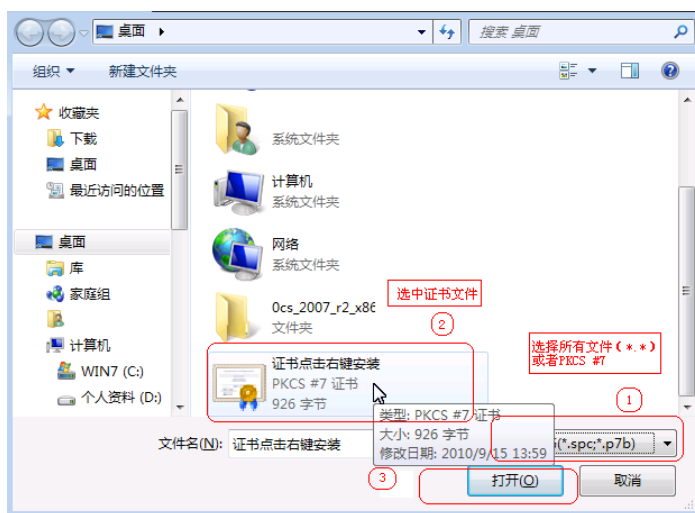 桌面
搜索 桌面
组织
新建文件夹
收藏夹
下载
桌面
最近访问的位置
桌面
库
家庭组
计算机
WIN7 (C:)
个人资料 (D:)
系统文件夹
计算机
系统文件夹
网络
系统文件夹
Ocs_2007_r2_x86
文件夹
证书点击右键安装
PKCS #7 证书
926 字节
选中证书文件
2
选择所有文件(*.*)
或者PKCS #7
1
类型: PKCS #7 证书
大小: 926 字节
修改日期: 2010/9/15 13:59
文件名(N):
证书点击右键安装
(*.spc;*.p7b)
3
打开(O)
取消